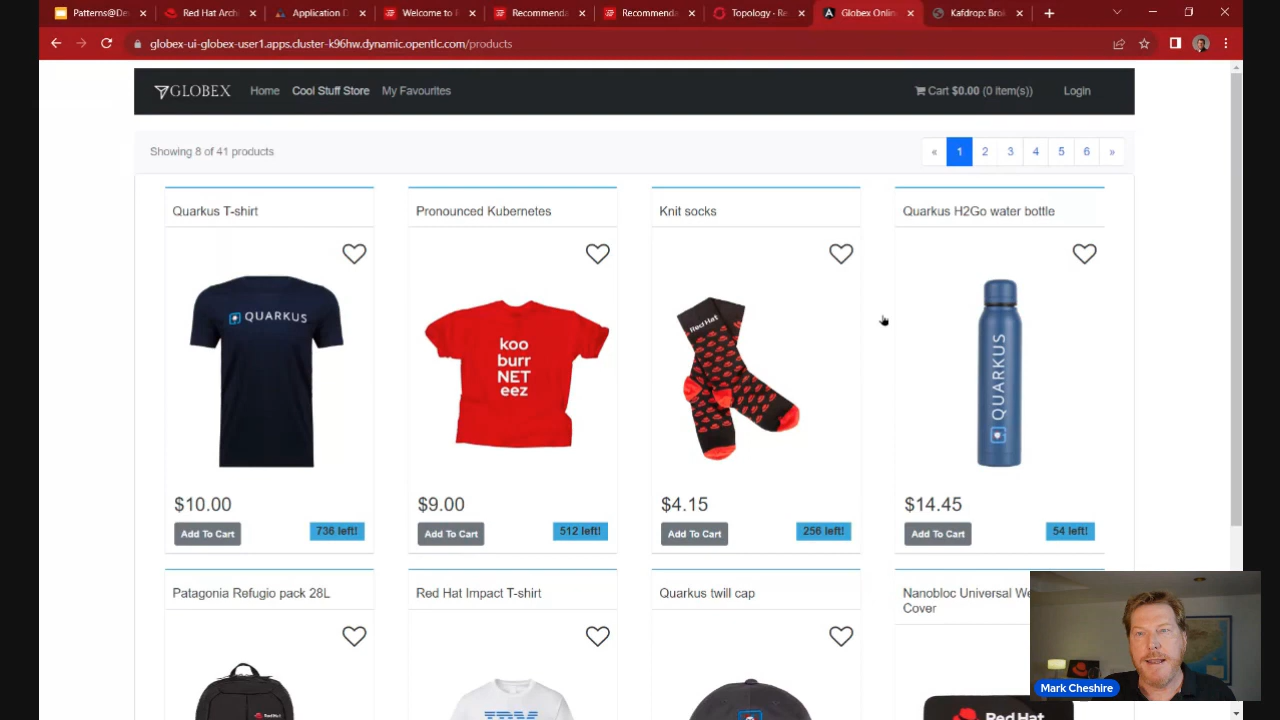 Patterns@De
Red Hat Arch
Application D
Welcome to R
Recommenda
Recommenda
Topology - Re
Globex Onlin
Kafdrop: Brok
globex-ui-globex-user1.apps.cluster-k96hw.dynamic.opentlc.com/products
GLOBEX
Home
Cool Stuff Store
My Favourites
Cart $0.00 (0 item(s))
Login
Showing 8 of 41 products
« 1 2 3 4 5 6 »
Quarkus T-shirt
Pronounced Kubernetes
Knit socks
Quarkus H2Go water bottle
QUARKUS
koo
burr
NET
eez
Red Hat
QUARKUS
$10.00
$9.00
$4.15
$14.45
Add To Cart
736 left!
Add To Cart
512 left!
Add To Cart
256 left!
Add To Cart
54 left!
Patagonia Refugio pack 28L
Red Hat Impact T-shirt
Quarkus twill cap
Nanobloc Universal We
Cover
Red Hat
Red Hat
Mark Cheshire